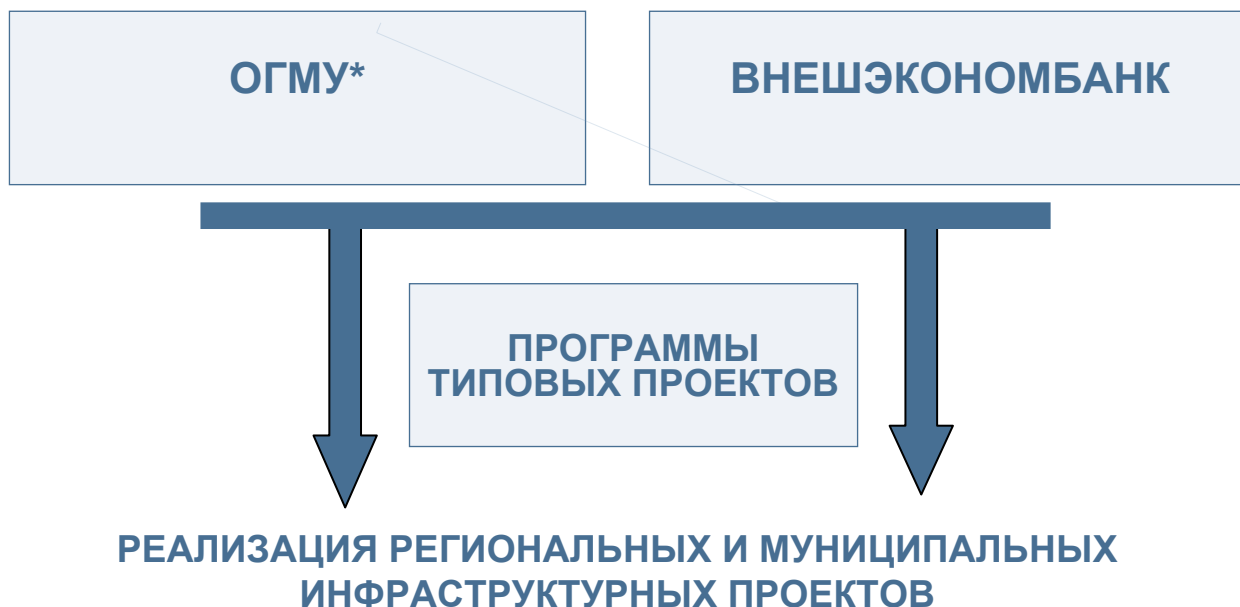 ОГМУ*
ВНЕШЭКОНОМБАНК
ПРОГРАММЫ
ТИПОВЫХ ПРОЕКТОВ
РЕАЛИЗАЦИЯ РЕГИОНАЛЬНЫХ И МУНИЦИПАЛЬНЫХ
ИНФРАСТРУКТУРНЫХ ПРОЕКТОВ